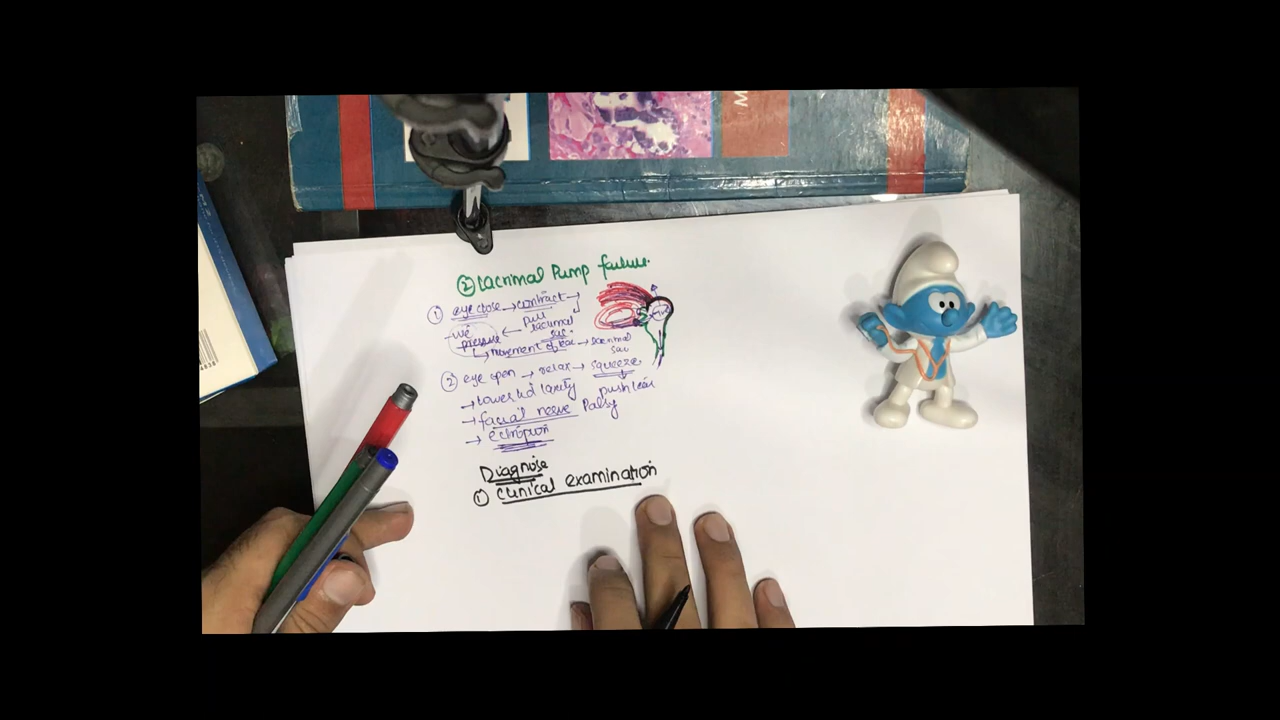 ② Lacrimal Pump failure.
① eye close → contract →
pull lacrimal sac. ← -ve pressure
↳ movement of tear → lacrimal sac
② eye open → relax → squeeze.
push tear
→ Lower lid laxity
→ facial nerve Palsy
→ ectropion
Diagnose
① Clinical examination
M